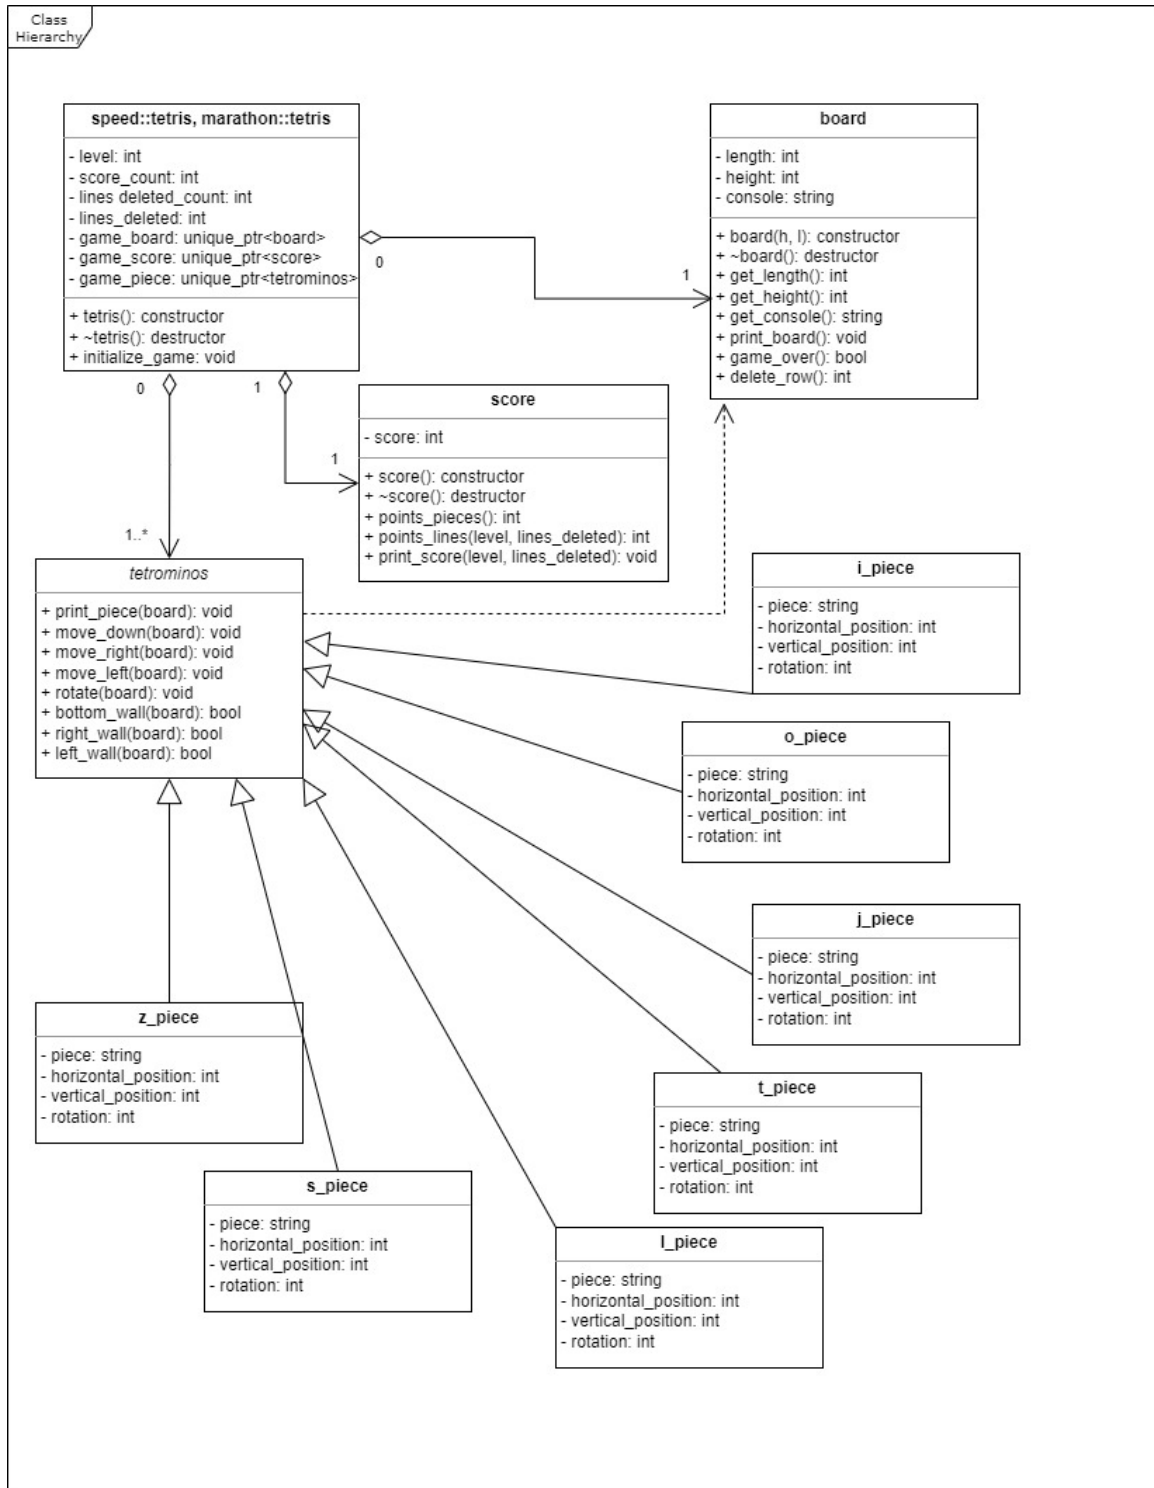 Class
Hierarchy
speed::tetris, marathon::tetris
- level: int
- score_count: int
- lines deleted_count: int
- lines_deleted: int
- game_board: unique_ptr<board>
- game_score: unique_ptr<score>
- game_piece: unique_ptr<tetrominos>
+ tetris(): constructor
+ ~tetris(): destructor
+ initialize_game: void
board
- length: int
- height: int
- console: string
+ board(h, l): constructor
+ ~board(): destructor
+ get_length(): int
+ get_height(): int
+ get_console(): string
+ print_board(): void
+ game_over(): bool
+ delete_row(): int
0
1
0
1
score
- score: int
+ score(): constructor
+ ~score(): destructor
+ points_pieces(): int
+ points_lines(level, lines_deleted): int
+ print_score(level, lines_deleted): void
1
1..*
tetrominos
+ print_piece(board): void
+ move_down(board): void
+ move_right(board): void
+ move_left(board): void
+ rotate(board): void
+ bottom_wall(board): bool
+ right_wall(board): bool
+ left_wall(board): bool
i_piece
- piece: string
- horizontal_position: int
- vertical_position: int
- rotation: int
o_piece
- piece: string
- horizontal_position: int
- vertical_position: int
- rotation: int
j_piece
- piece: string
- horizontal_position: int
- vertical_position: int
- rotation: int
z_piece
- piece: string
- horizontal_position: int
- vertical_position: int
- rotation: int
t_piece
- piece: string
- horizontal_position: int
- vertical_position: int
- rotation: int
s_piece
- piece: string
- horizontal_position: int
- vertical_position: int
- rotation: int
l_piece
- piece: string
- horizontal_position: int
- vertical_position: int
- rotation: int